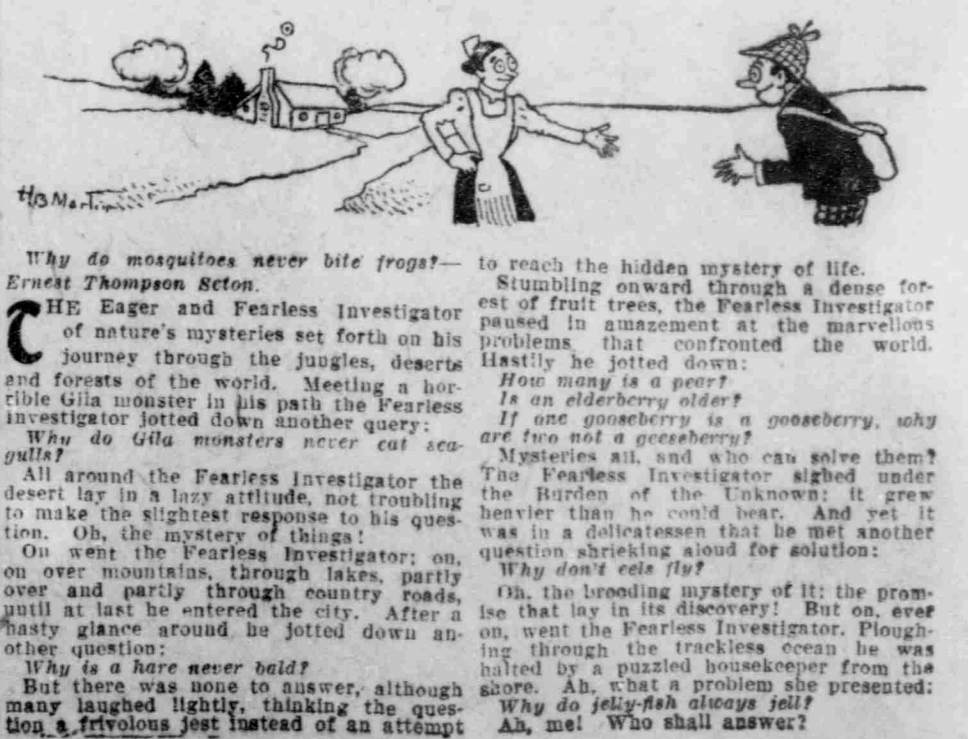 HB Mart..
Why do mosquitoes never bite frogs?—
Ernest Thompson Seton.
THE Eager and Fearless Investigator
of nature's mysteries set forth on his
journey through the jungles, deserts
and forests of the world. Meeting a hor-
rible Gila monster in his path the Fearless
Investigator jotted down another query:
Why do Gila monsters never eat sea-
gulls?
All around the Fearless Investigator the
desert lay in a lazy attitude, not troubling
to make the slightest response to his ques-
tion. Oh, the mystery of things!
On went the Fearless Investigator; on,
on over mountains, through lakes, partly
over and partly through country roads,
until at last he entered the city. After a
hasty glance around he jotted down an-
other question:
Why is a hare never bald?
But there was none to answer, although
many laughed lightly, thinking the ques-
tion a frivolous jest instead of an attempt
to reach the hidden mystery of life.
Stumbling onward through a dense for-
est of fruit trees, the Fearless Investigator
paused in amazement at the marvellous
problems that confronted the world.
Hastily he jotted down:
How many is a pear?
Is an elderberry older?
If one gooseberry is a gooseberry, why
are two not a geeseberry?
Mysteries all, and who can solve them?
The Fearless Investigator sighed under
the Burden of the Unknown; it grew
heavier than he could bear. And yet it
was in a delicatessen that he met another
question shrieking aloud for solution:
Why don't eels fly?
Oh, the brooding mystery of it; the prom-
ise that lay in its discovery! But on, ever
on, went the Fearless Investigator. Plough-
ing through the trackless ocean he was
halted by a puzzled housekeeper from the
shore. Ah, what a problem she presented:
Why do jelly-fish always jell?
Ah, me! Who shall answer?